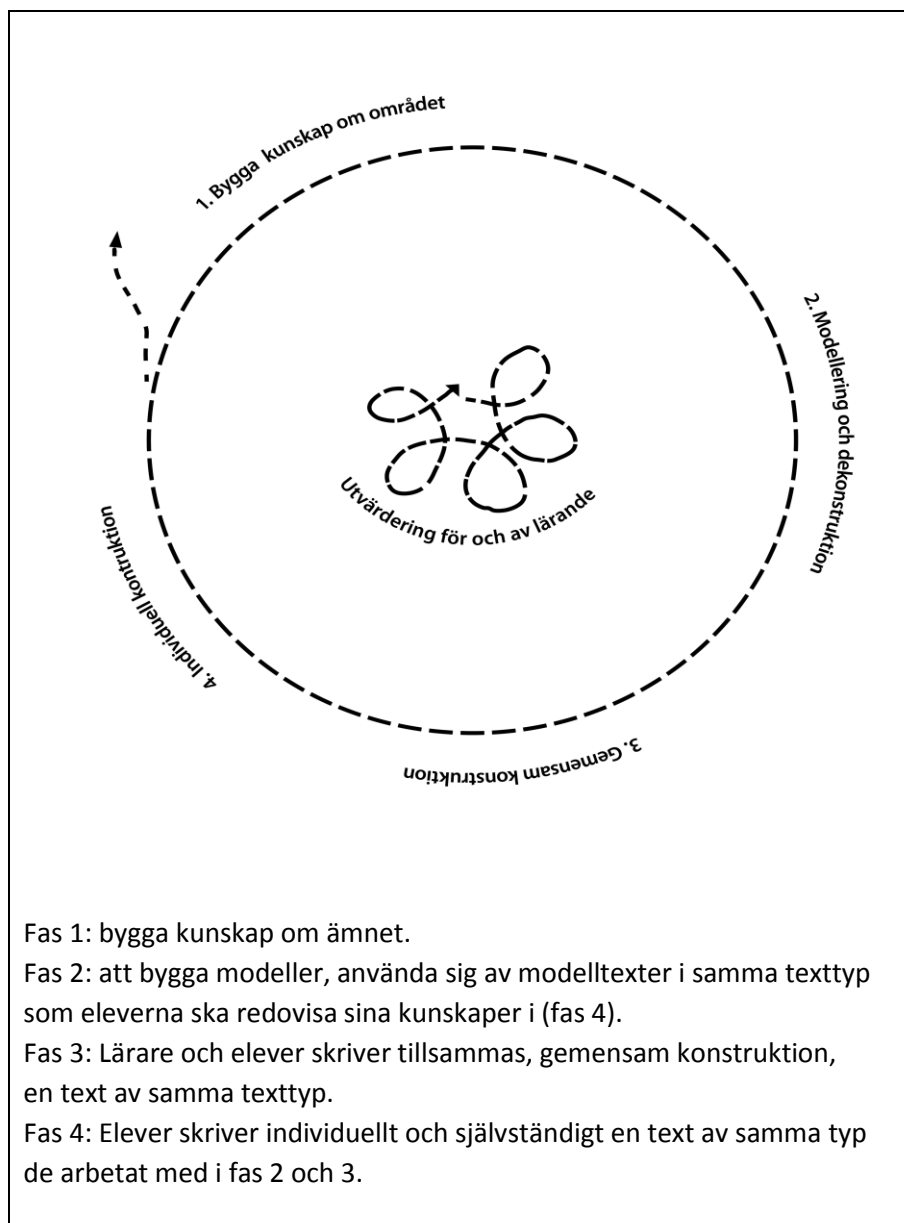 1. Bygga kunskap om området
2. Modellering och dekonstruktion
Utvärdering för och av lärande
4. Individuell kontruktion
3. Gemensam konstruktion
Fas 1: bygga kunskap om ämnet.
Fas 2: att bygga modeller, använda sig av modelltexter i samma texttyp
som eleverna ska redovisa sina kunskaper i (fas 4).
Fas 3: Lärare och elever skriver tillsammas, gemensam konstruktion,
en text av samma texttyp.
Fas 4: Elever skriver individuellt och självständigt en text av samma typ
de arbetat med i fas 2 och 3.